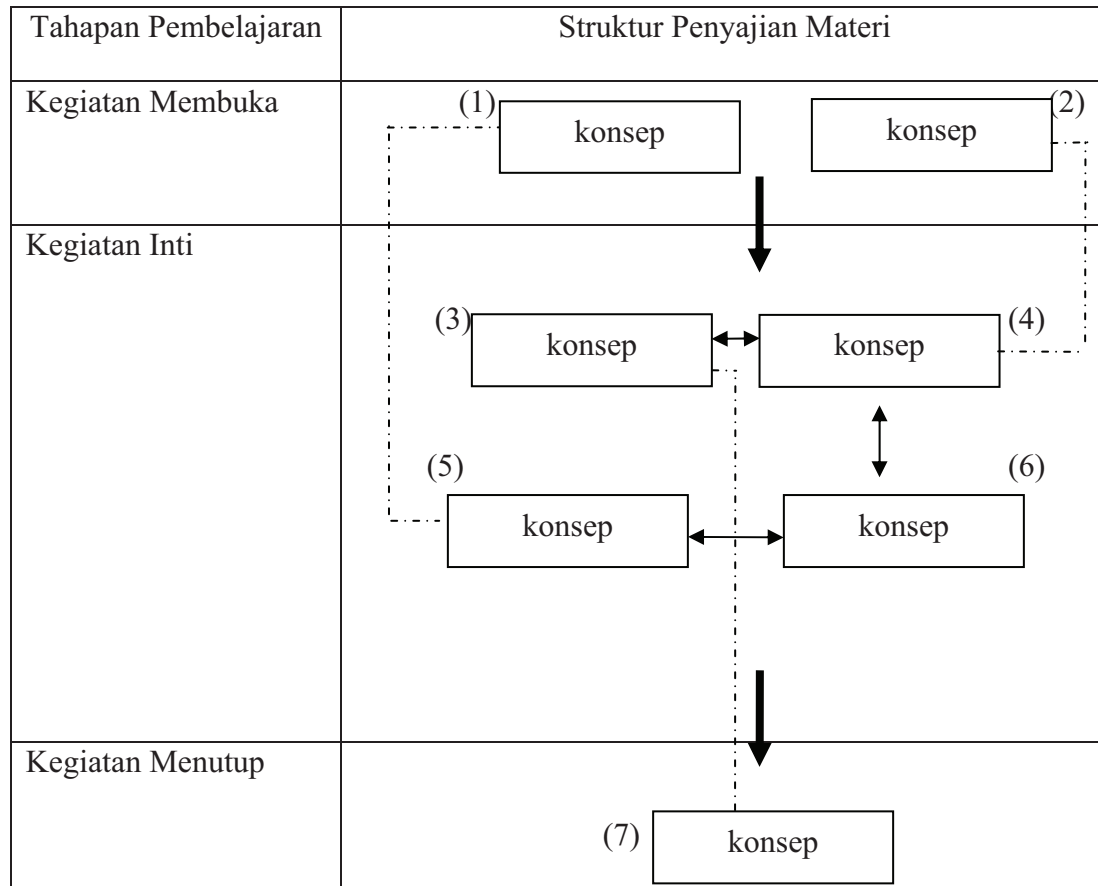 Tahapan Pembelajaran
Struktur Penyajian Materi
Kegiatan Membuka
(1)
konsep
(2)
konsep
Kegiatan Inti
(3)
konsep
(4)
konsep
(5)
konsep
(6)
konsep
Kegiatan Menutup
(7)
konsep